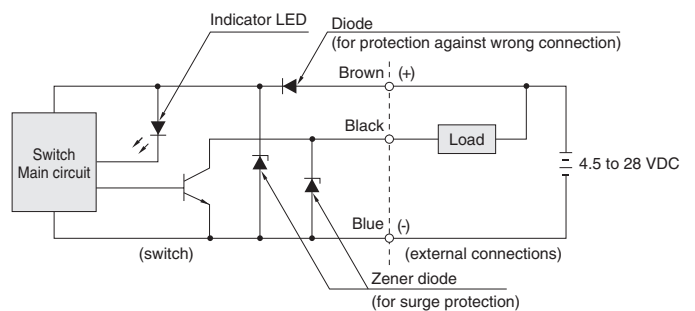 Indicator LED
Diode
(for protection against wrong connection)
Brown (+)
Black
Load
Switch
Main circuit
4.5 to 28 VDC
Blue (-)
(switch)
(external connections)
Zener diode
(for surge protection)